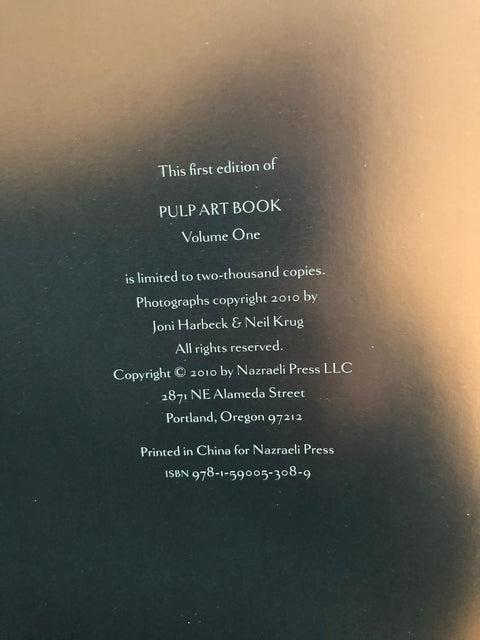 This first edition of
PULP ART BOOK
Volume One
is limited to two-thousand copies.
Photographs copyright 2010 by
Joni Harbeck & Neil Krug
All rights reserved.
Copyright © 2010 by Nazraeli Press LLC
2871 NE Alameda Street
Portland, Oregon 97212
Printed in China for Nazraeli Press
ISBN 978-1-59005-308-9